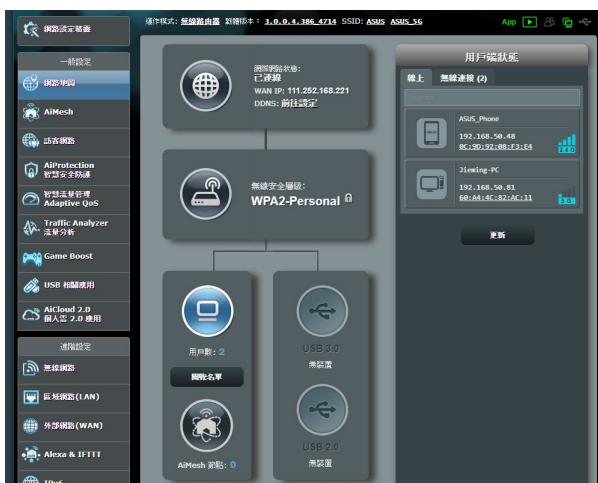 網路設定精靈
操作模式: 無線路由器 韌體版本: 3.0.0.4.386_4714 SSID: ASUS ASUS_5G
App
一般設定
網路地圖
AiMesh
訪客網路
AiProtection
智慧安全防護
智慧流量管理
Adaptive QoS
Traffic Analyzer
流量分析
Game Boost
USB 相關應用
AiCloud 2.0
個人雲 2.0 應用
進階設定
無線網路
區域網路(LAN)
外部網路(WAN)
Alexa & IFTTT
IPv6
網際網路狀態:
已連線
WAN IP: 111.252.168.221
DDNS: 前往設定
無線安全層級:
WPA2-Personal
用戶數: 2
閱覽名單
AiMesh 節點: 0
USB 3.0
無裝置
USB 2.0
無裝置
用戶端狀態
線上 無線連接 (2)
ASUS_Phone
192.168.50.48
0C:9D:92:08:F3:E4
2.4G
Jieming-PC
192.168.50.81
60:A4:4C:82:AC:11
5G
更新